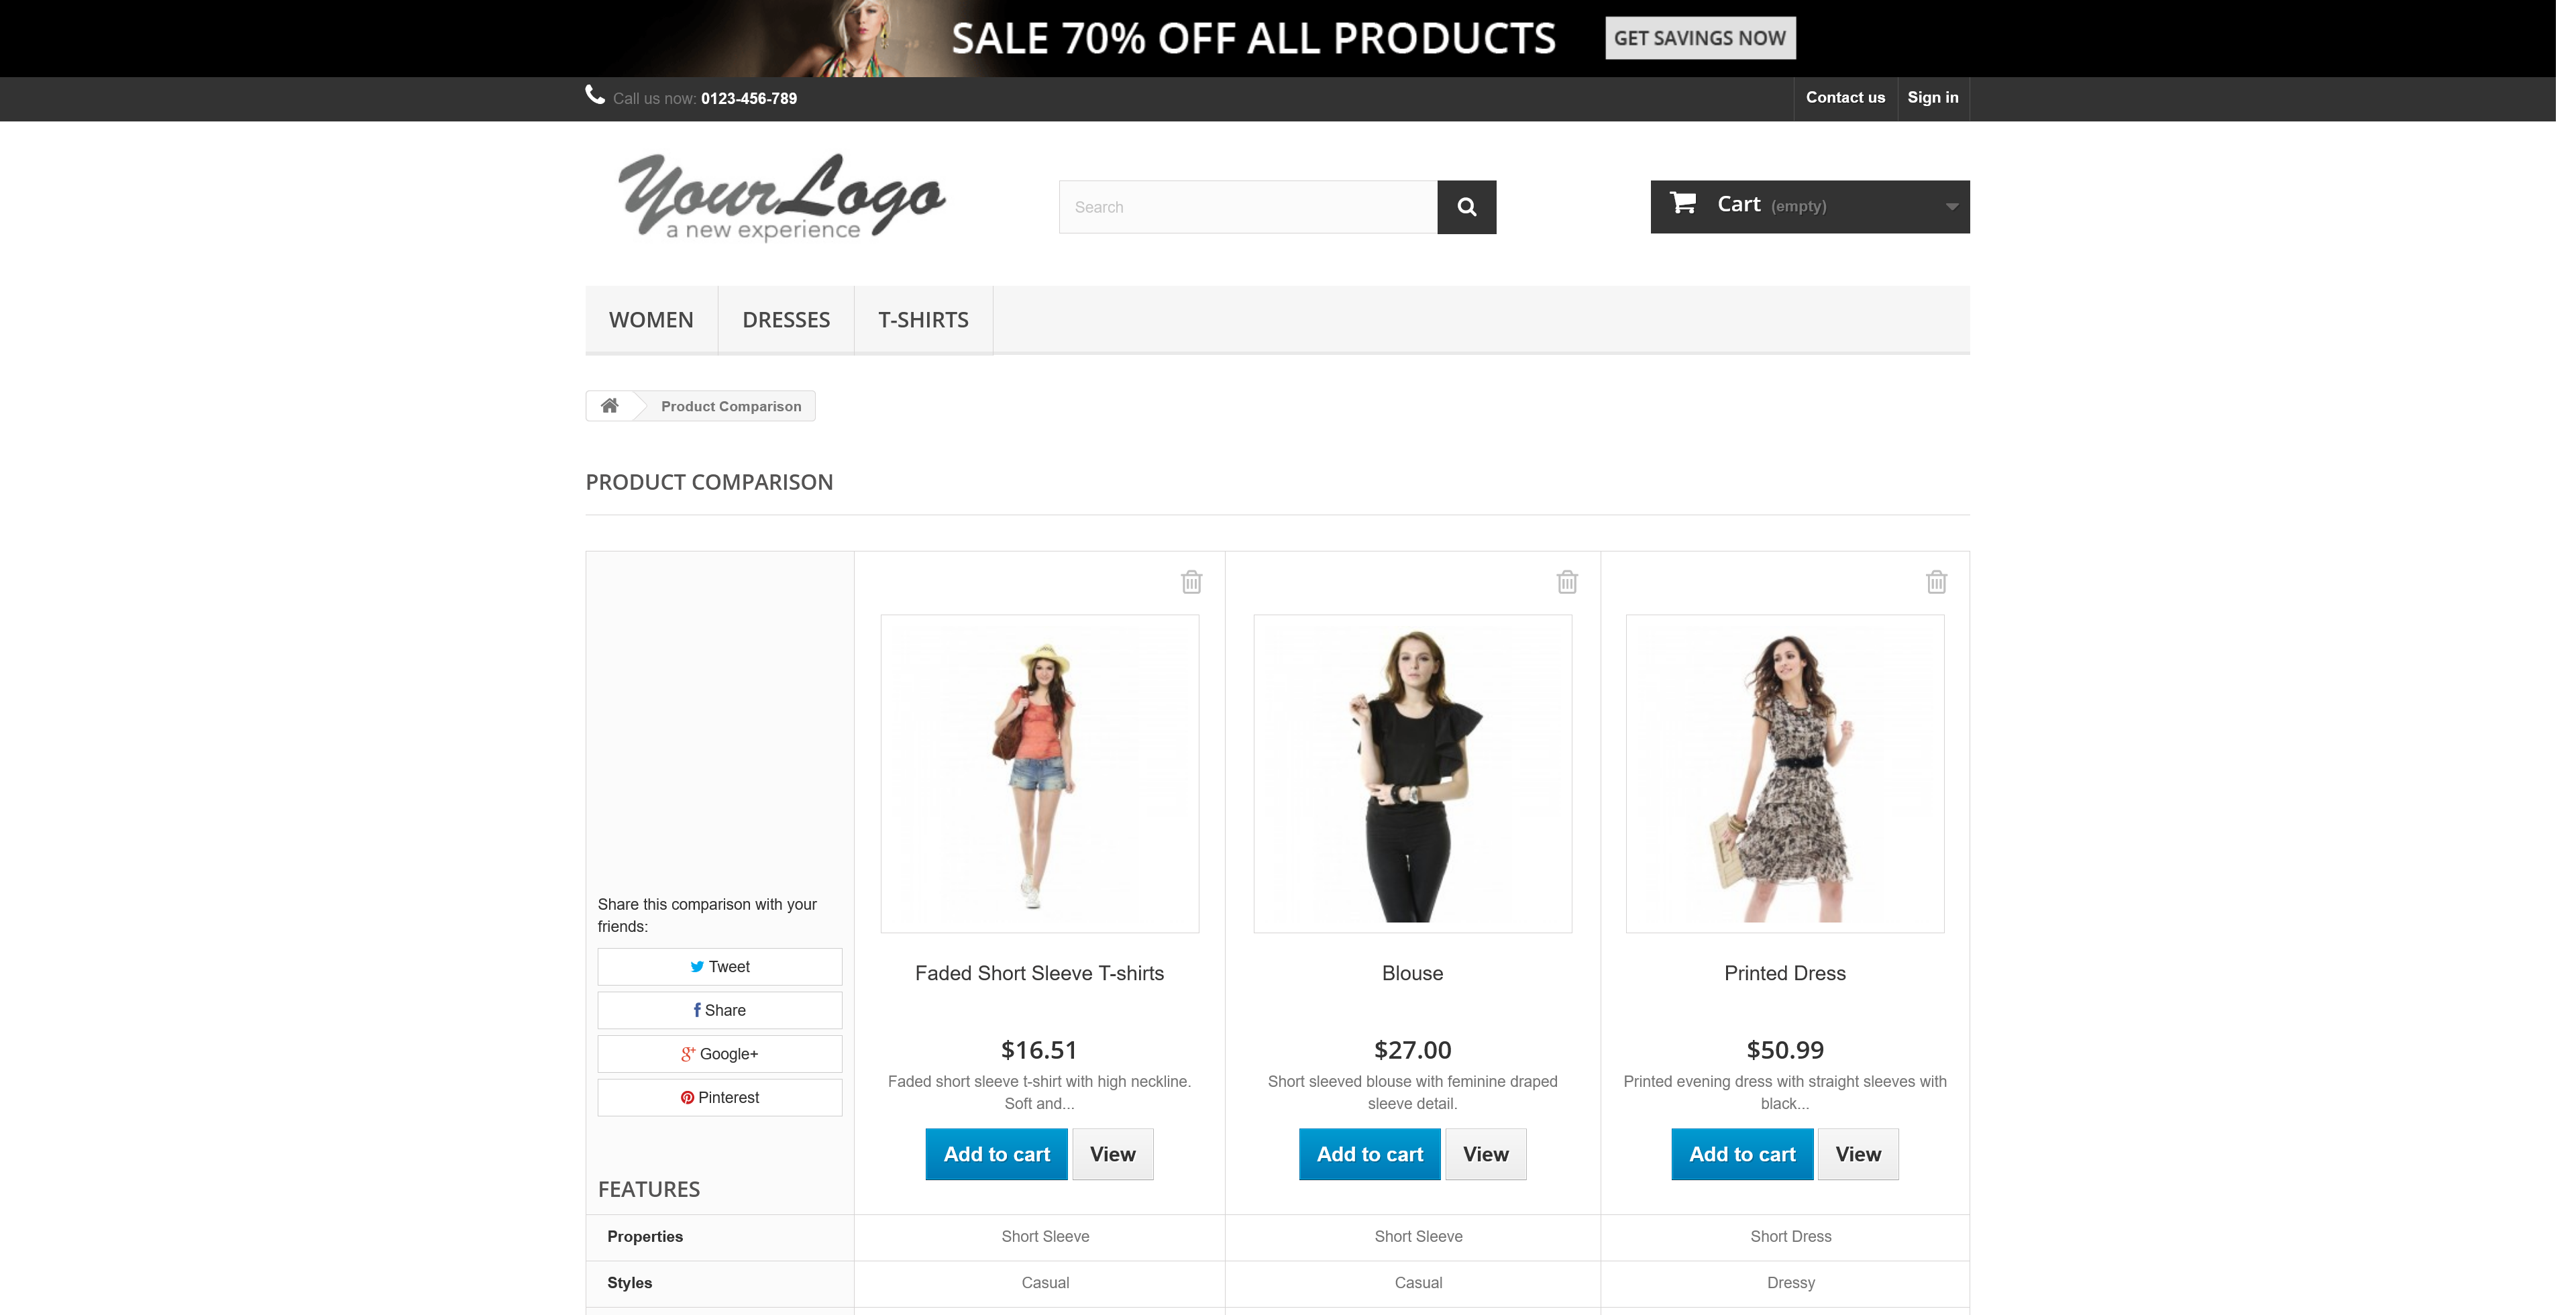 SALE 70% OFF ALL PRODUCTS GET SAVINGS NOW
Call us now: 0123-456-789 Contact us Sign in
YourLogo
a new experience
Search
Cart (empty)
WOMEN DRESSES T-SHIRTS
Product Comparison
PRODUCT COMPARISON
Share this comparison with your
friends:
Tweet
Share
Google+
Pinterest
Faded Short Sleeve T-shirts
$16.51
Faded short sleeve t-shirt with high neckline.
Soft and...
Add to cart View
Blouse
$27.00
Short sleeved blouse with feminine draped
sleeve detail.
Add to cart View
Printed Dress
$50.99
Printed evening dress with straight sleeves with
black...
Add to cart View
FEATURES
Properties Short Sleeve Short Sleeve Short Dress
Styles Casual Casual Dressy